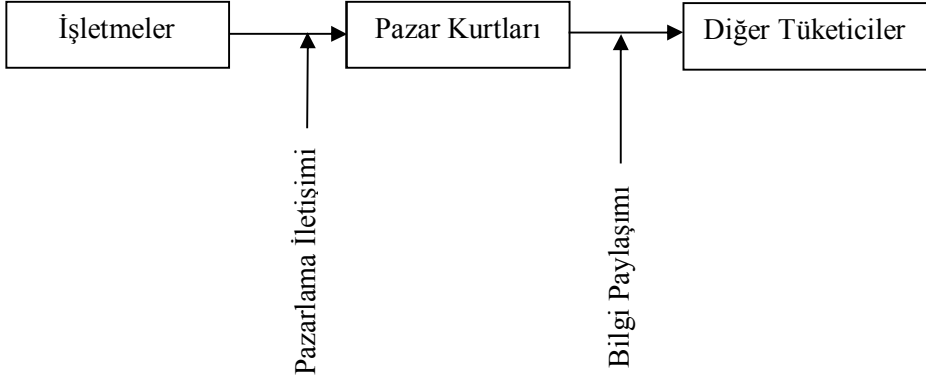 İşletmeler
Pazar Kurtları
Diğer Tüketiciler
Pazarlama İletişimi
Bilgi Paylaşımı